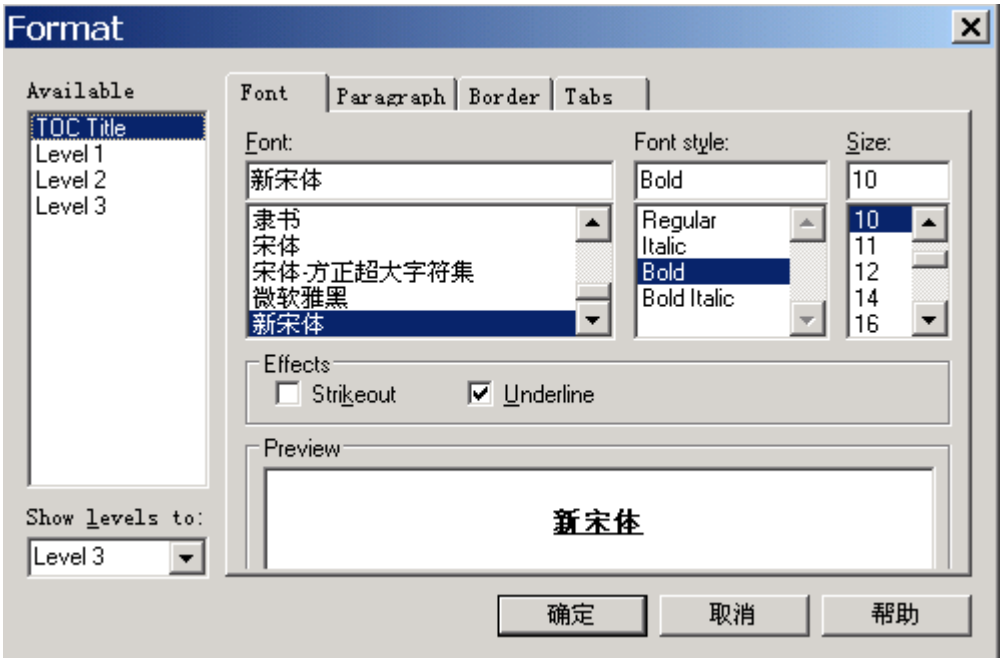 Format
Available
TOC Title
Level 1
Level 2
Level 3
Show levels to:
Level 3
Font Paragraph Border Tabs
Font:
新宋体
隶书
宋体
宋体-方正超大字符集
微软雅黑
新宋体
Font style:
Bold
Regular
Italic
Bold
Bold Italic
Size:
10
10
11
12
14
16
Effects
Strikeout Underline
Preview
新宋体
确定 取消 帮助